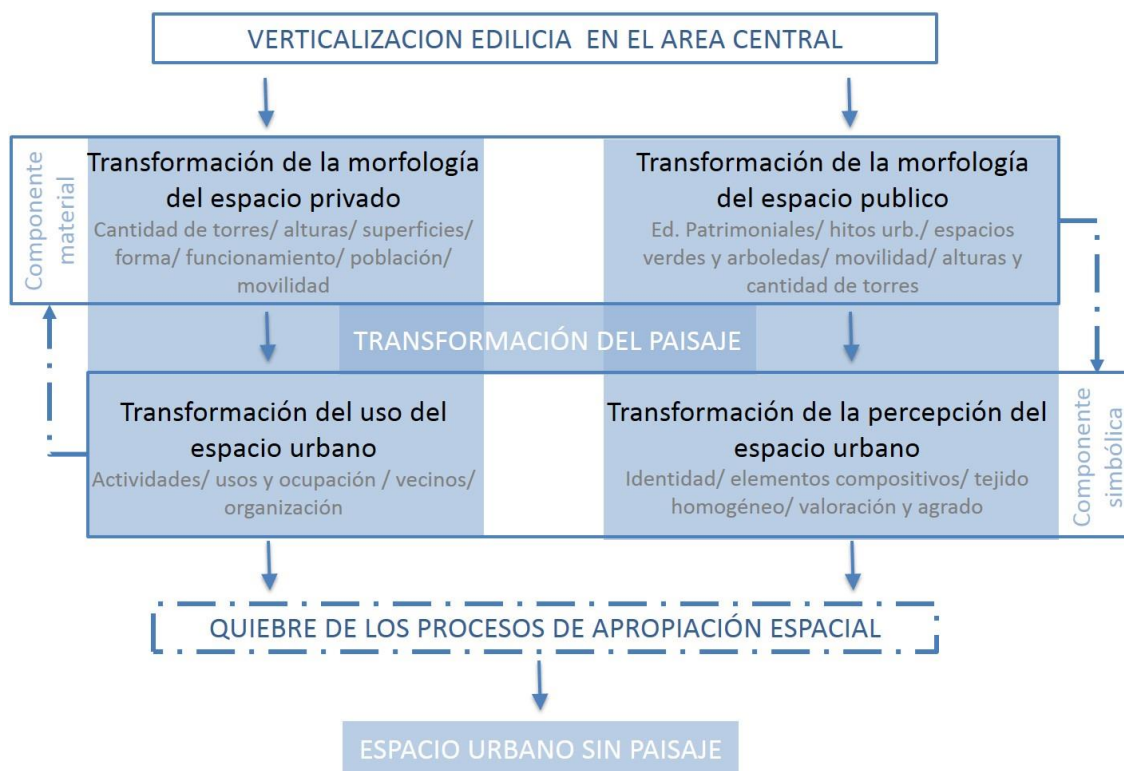 VERTICALIZACION EDILICIA EN EL AREA CENTRAL
Componente
material
Transformación de la morfología
del espacio privado
Cantidad de torres/ alturas/ superficies/
forma/ funcionamiento/ población/
movilidad
Transformación de la morfología
del espacio publico
Ed. Patrimoniales/ hitos urb./ espacios
verdes y arboledas/ movilidad/ alturas y
cantidad de torres
TRANSFORMACIÓN DEL PAISAJE
Transformación del uso del
espacio urbano
Actividades/ usos y ocupación / vecinos/
organización
Transformación de la percepción del
espacio urbano
Identidad/ elementos compositivos/ tejido
homogéneo/ valoración y agrado
Componente
simbólica
QUIEBRE DE LOS PROCESOS DE APROPIACIÓN ESPACIAL
ESPACIO URBANO SIN PAISAJE